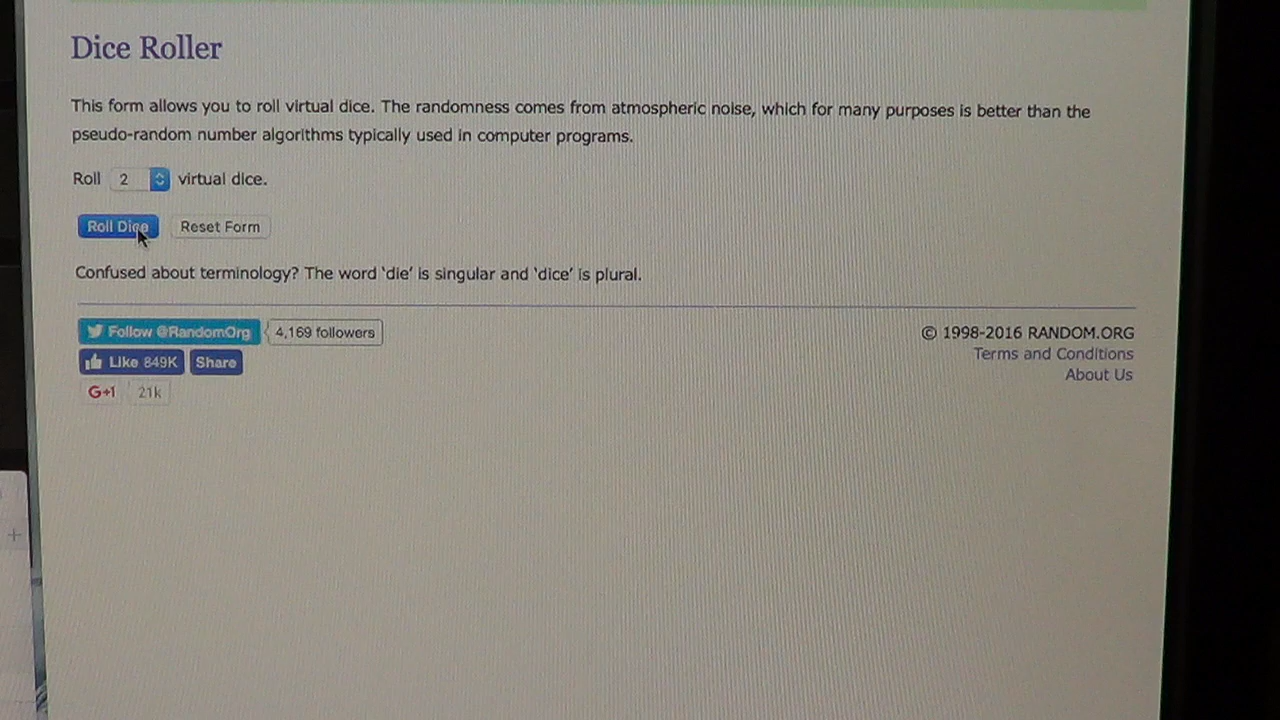 Dice Roller
This form allows you to roll virtual dice. The randomness comes from atmospheric noise, which for many purposes is better than the
pseudo-random number algorithms typically used in computer programs.
Roll 2 virtual dice.
Roll Dice Reset Form
Confused about terminology? The word ‘die’ is singular and ‘dice’ is plural.
Follow @RandomOrg 4,169 followers
Like 849K Share
G+1 21k
© 1998-2016 RANDOM.ORG
Terms and Conditions
About Us